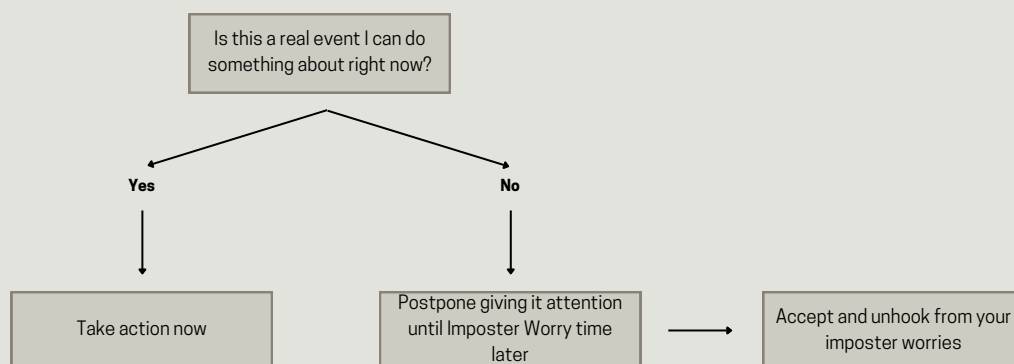 Is this a real event I can do
something about right now?
Yes
No
Take action now
Postpone giving it attention
until Imposter Worry time
later
Accept and unhook from your
imposter worries